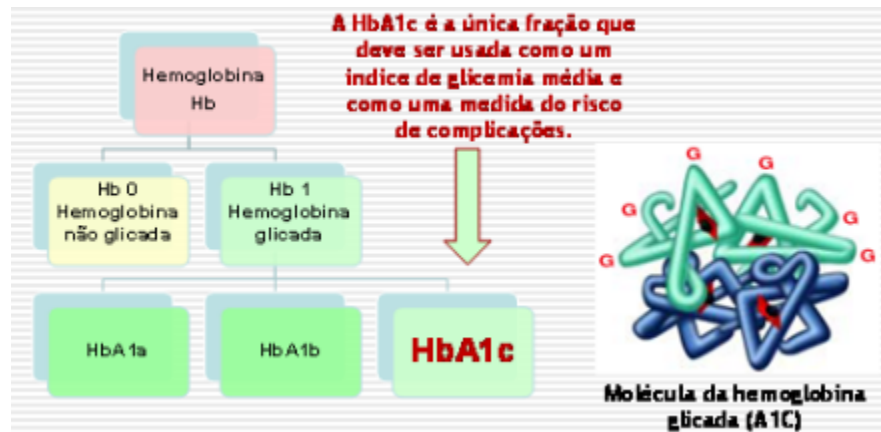 A HbA1c é a única fração que
deve ser usada como um
índice de glicemia média e
como uma medida do risco
de complicações.
Hemoglobina
Hb
Hb 0
Hemoglobina
não glicada
Hb 1
Hemoglobina
glicada
HbA1a
HbA1b
HbA1c
G
G
G
G
G
G
Molécula da hemoglobina
glicada (A1C)